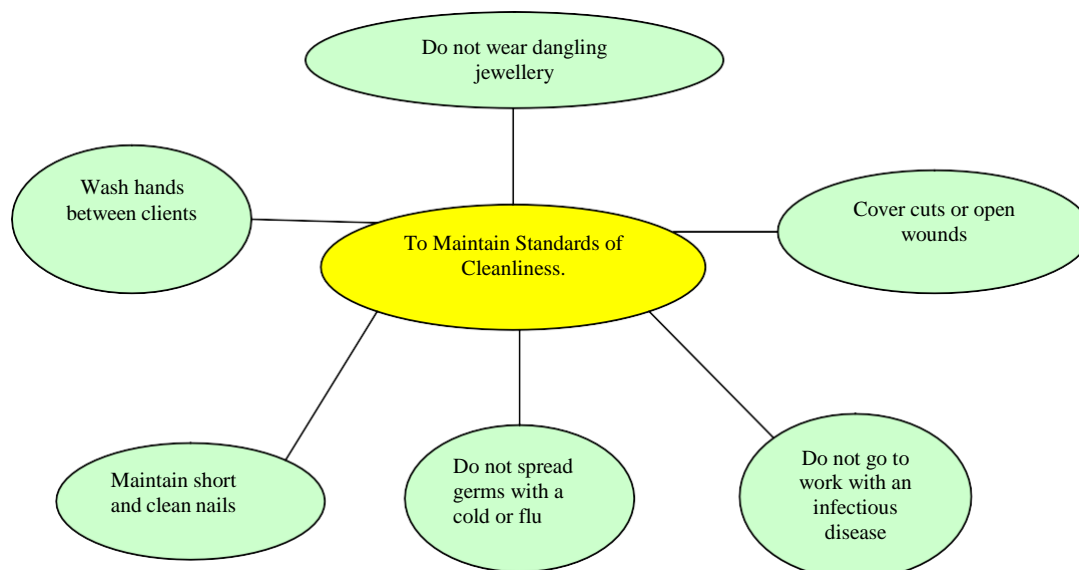 Do not wear dangling
jewellery
Wash hands
between clients
To Maintain Standards of
Cleanliness.
Cover cuts or open
wounds
Maintain short
and clean nails
Do not spread
germs with a
cold or flu
Do not go to
work with an
infectious
disease